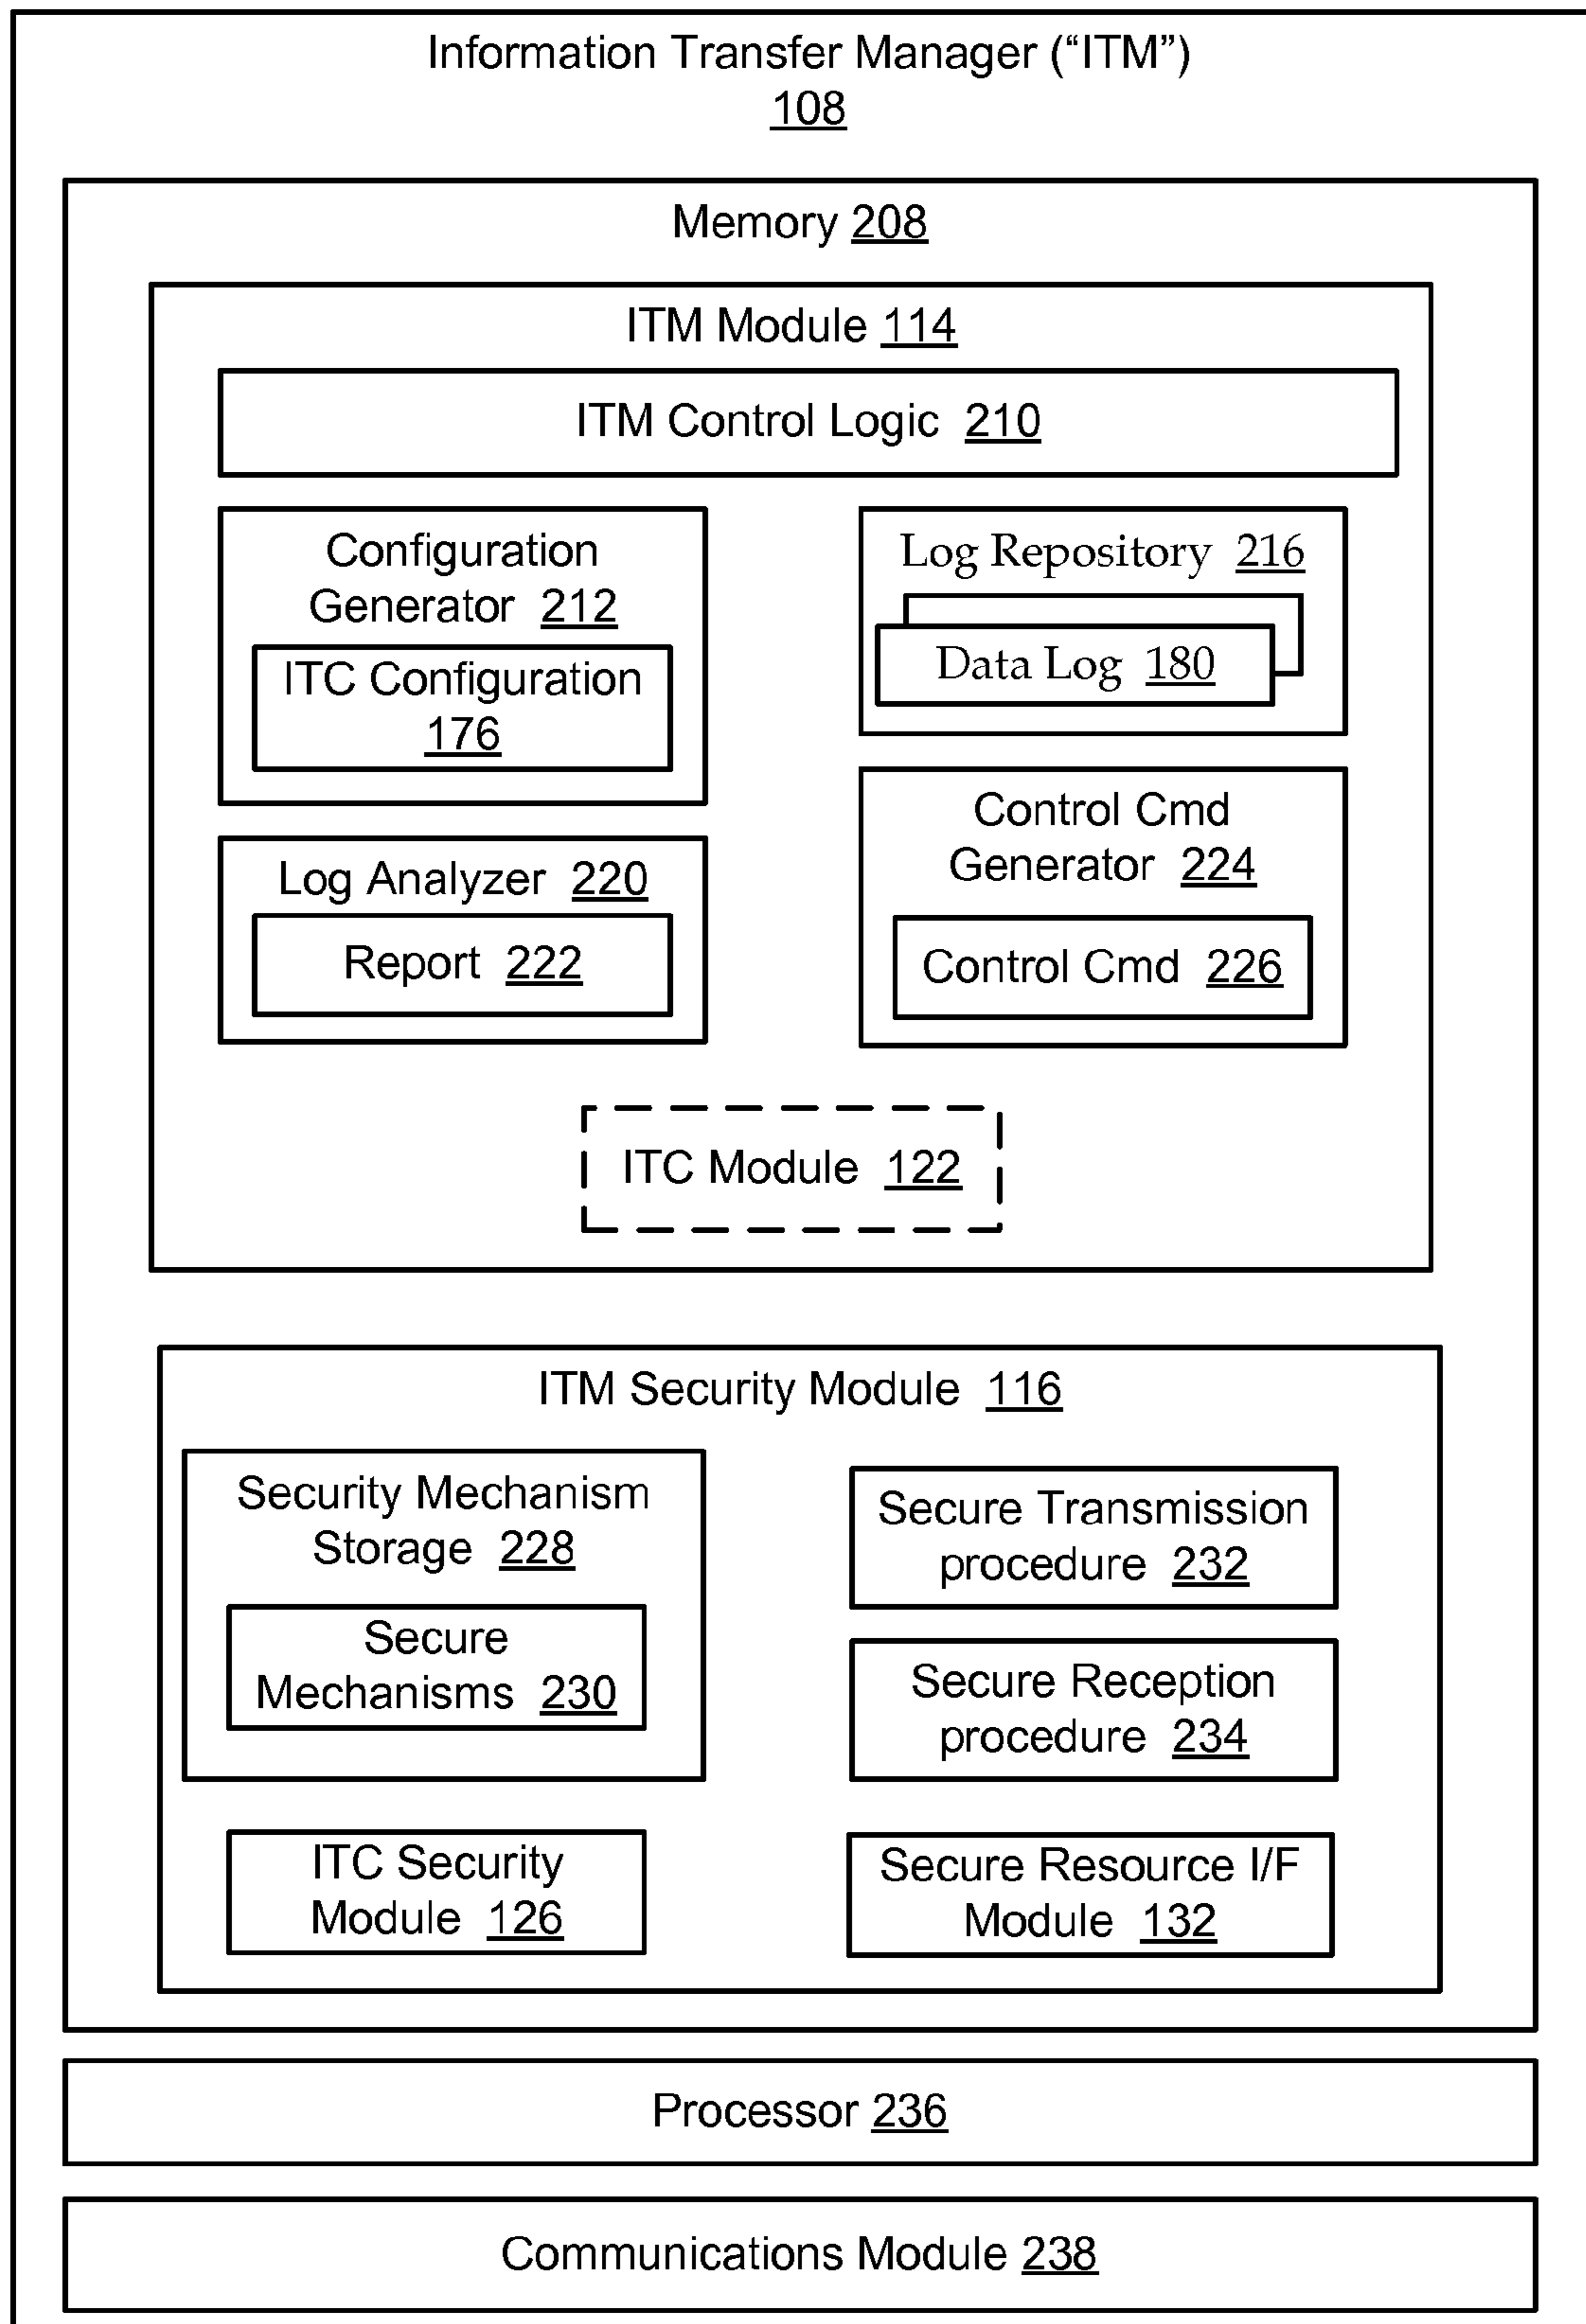 Information Transfer Manager (“ITM”)
108
Memory 208
ITM Module 114
ITM Control Logic 210
Configuration
Generator 212
ITC Configuration
176
Log Repository 216
Data Log 180
Log Analyzer 220
Report 222
Control Cmd
Generator 224
Control Cmd 226
ITC Module 122
ITM Security Module 116
Security Mechanism
Storage 228
Secure
Mechanisms 230
Secure Transmission
procedure 232
Secure Reception
procedure 234
ITC Security
Module 126
Secure Resource I/F
Module 132
Processor 236
Communications Module 238